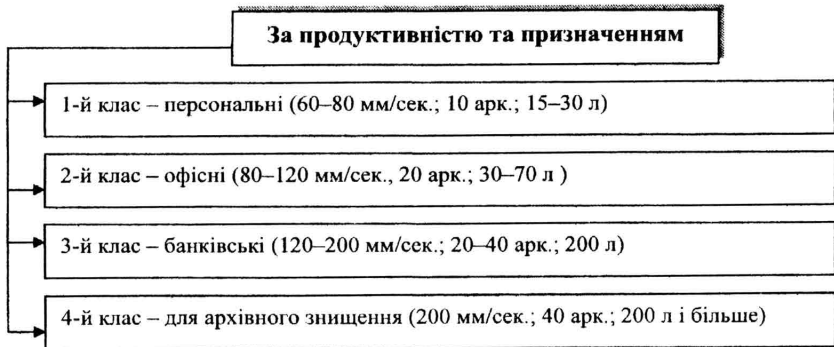 За продуктивністю та призначенням
1-й клас – персональні (60–80 мм/сек.; 10 арк.; 15–30 л)
2-й клас – офісні (80–120 мм/сек., 20 арк.; 30–70 л )
3-й клас – банківські (120–200 мм/сек.; 20–40 арк.; 200 л)
4-й клас – для архівного знищення (200 мм/сек.; 40 арк.; 200 л і більше)